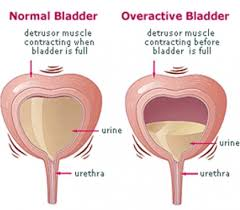 Normal Bladder
detrusor muscle
contracting when
bladder is full
urine
urethra
Overactive Bladder
detrusor muscle
contracting before
bladder is full
urine
urethra